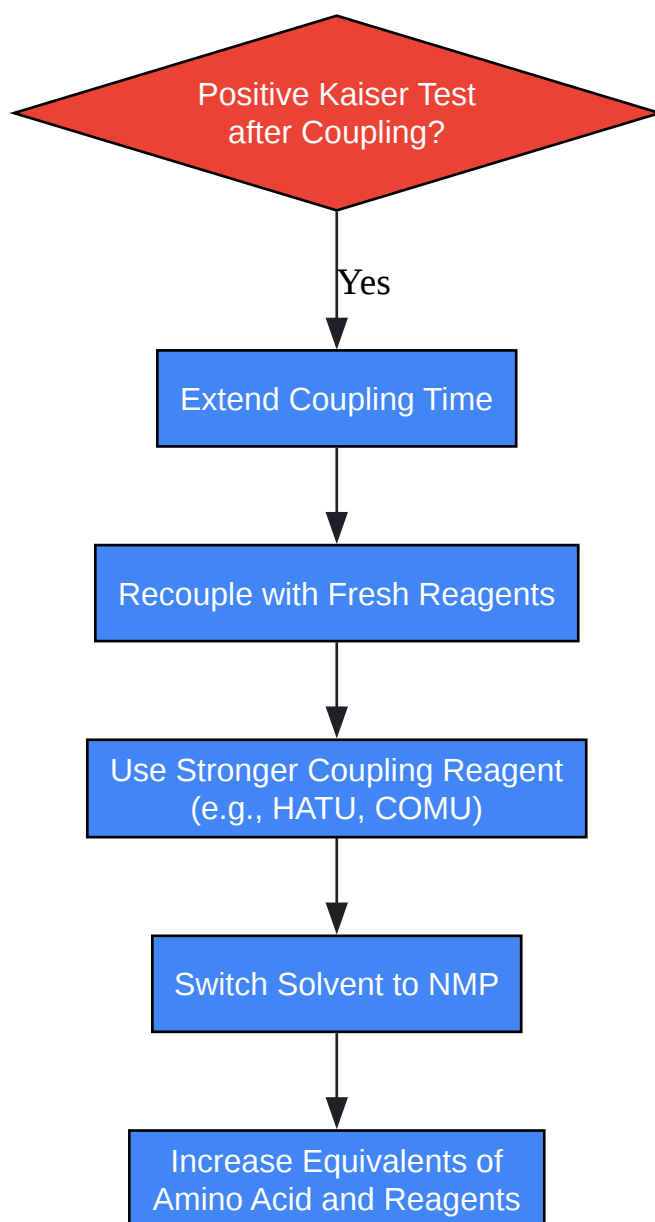 Positive Kaiser Test
after Coupling?
Yes
Extend Coupling Time
Recouple with Fresh Reagents
Use Stronger Coupling Reagent
(e.g., HATU, COMU)
Switch Solvent to NMP
Increase Equivalents of
Amino Acid and Reagents